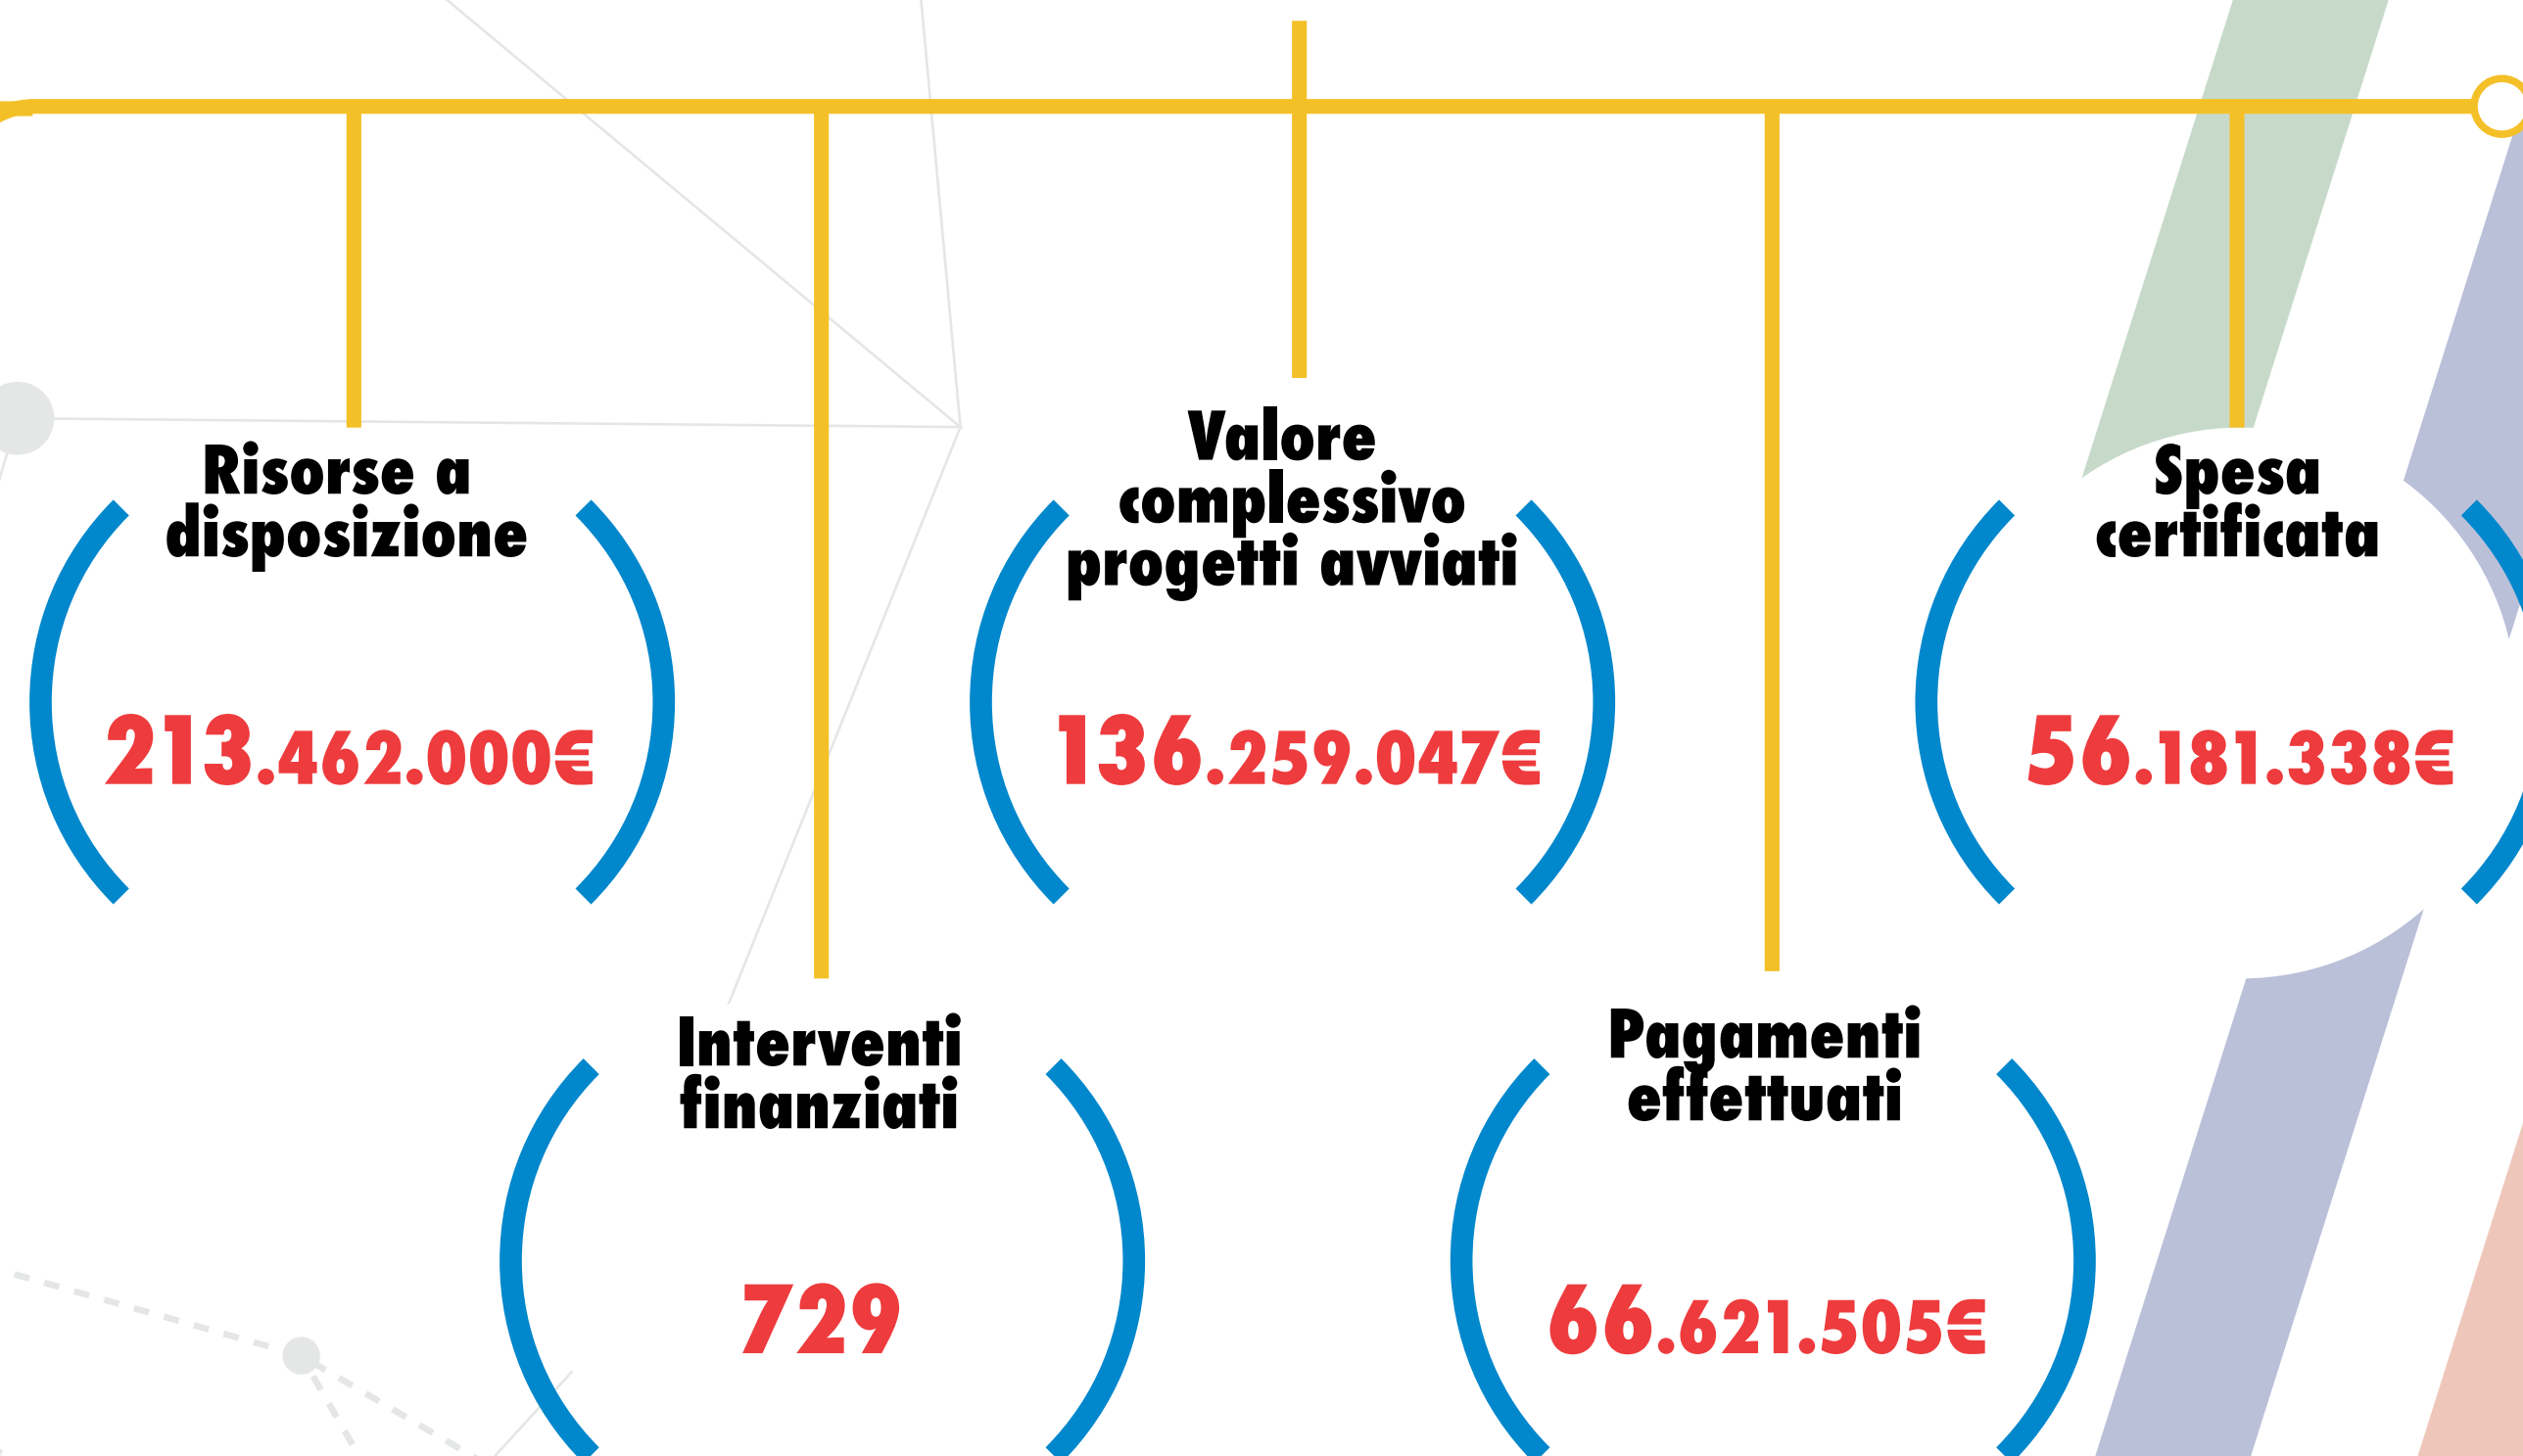 Risorse a
disposizione
213.462.000€
Interventi
finanziati
729
Valore
complessivo
progetti avviati
136.259.047€
Pagamenti
effettuati
66.621.505€
Spesa
certificata
56.181.338€